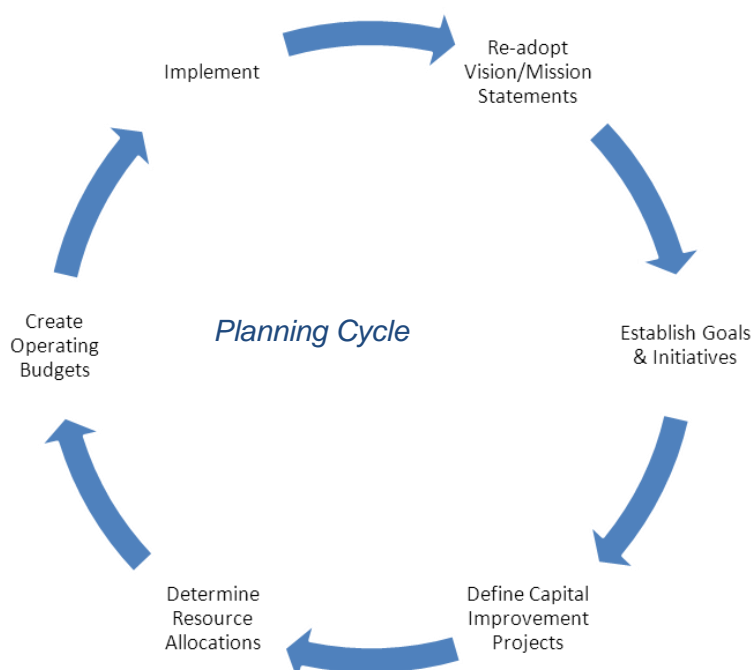 Implement
Re-adopt
Vision/Mission
Statements
Establish Goals
& Initiatives
Define Capital
Improvement
Projects
Determine
Resource
Allocations
Create
Operating
Budgets
Planning Cycle